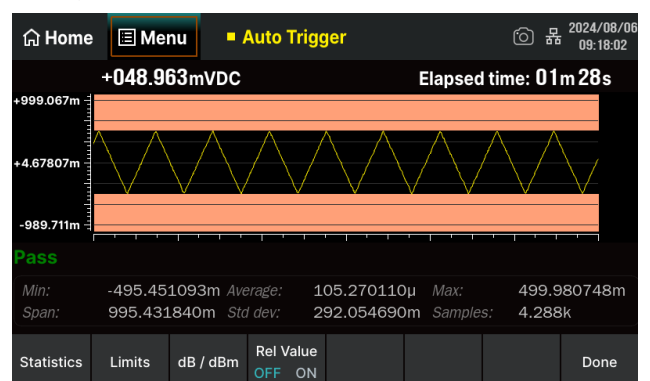 Home Menu Auto Trigger 2024/08/06
09:18:02
+048.963mVDC Elapsed time: 01m 28s
+999.067m
+4.67807m
-989.711m
Pass
Min: -495.451093m Average: 105.270110µ Max: 499.980748m
Span: 995.431840m Std dev: 292.054690m Samples: 4.288k
Statistics Limits dB / dBm Rel Value Done
OFF ON